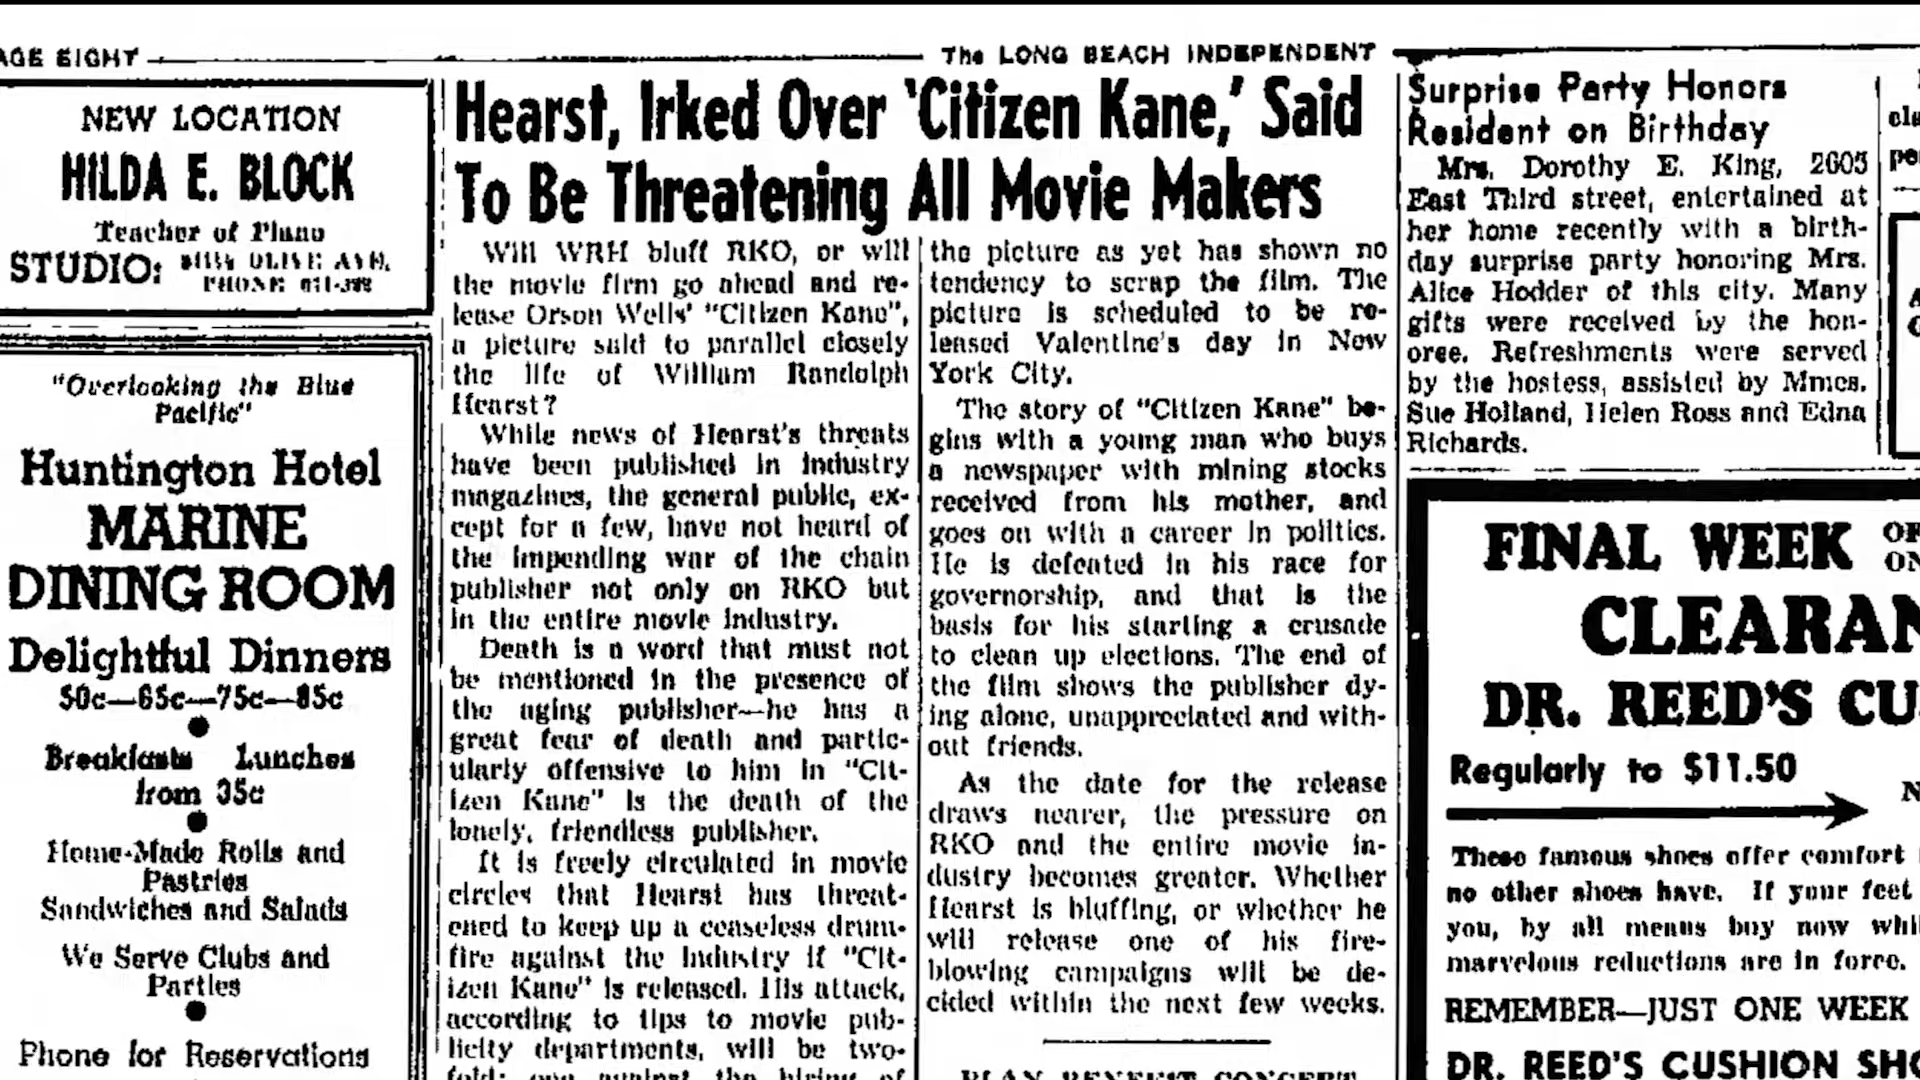 AGE EIGHT
The LONG BEACH INDEPENDENT
NEW LOCATION
HILDA E. BLOCK
Teacher of Piano
STUDIO:
OLIVE AVE.
PHONE
"Overlooking the Blue
Pacific"
Huntington Hotel
MARINE
DINING ROOM
Delightful Dinners
50c—65c—75c—85c
Breakfasts Lunches
from 35c
Home-Made Rolls and
Pastries
Sandwiches and Salads
We Serve Clubs and
Parties
Phone for Reservations
Hearst, Irked Over 'Citizen Kane,' Said
To Be Threatening All Movie Makers
Will WRH bluff RKO, or will
the movie firm go ahead and re-
lease Orson Wells' "Citizen Kane",
a picture said to parallel closely
the life of William Randolph
Hearst?
While news of Hearst's threats
have been published in industry
magazines, the general public, ex-
cept for a few, have not heard of
the impending war of the chain
publisher not only on RKO but
in the entire movie industry.
Death is a word that must not
be mentioned in the presence of
the aging publisher—he has a
great fear of death and partic-
ularly offensive to him in "Cit-
izen Kane" is the death of the
lonely, friendless publisher.
It is freely circulated in movie
circles that Hearst has threat-
ened to keep up a ceaseless drum-
fire against the industry if "Cit-
izen Kane" is released. His attack,
according to tips to movie pub-
licity departments, will be two-
fold: one against the hiring of
the picture as yet has shown no
tendency to scrap the film. The
picture is scheduled to be re-
leased Valentine's day in New
York City.
The story of "Citizen Kane" be-
gins with a young man who buys
a newspaper with mining stocks
received from his mother, and
goes on with a career in politics.
He is defeated in his race for
governorship, and that is the
basis for his starting a crusade
to clean up elections. The end of
the film shows the publisher dy-
ing alone, unappreciated and with-
out friends.
As the date for the release
draws nearer, the pressure on
RKO and the entire movie in-
dustry becomes greater. Whether
Hearst is bluffing, or whether he
will release one of his fire-
blowing campaigns will be de-
cided within the next few weeks.
PLAN BENEFIT CONCERT
Surprise Party Honors
Resident on Birthday
Mrs. Dorothy E. King, 2605
East Third street, entertained at
her home recently with a birth-
day surprise party honoring Mrs.
Alice Hodder of this city. Many
gifts were received by the hon-
oree. Refreshments were served
by the hostess, assisted by Mmes.
Sue Holland, Helen Ross and Edna
Richards.
FINAL WEEK
CLEARAN
DR. REED'S CU
Regularly to $11.50
These famous shoes offer comfort
no other shoes have. If your feet
you, by all means buy now whil
marvelous reductions are in force.
REMEMBER—JUST ONE WEEK
DR. REED'S CUSHION SHO